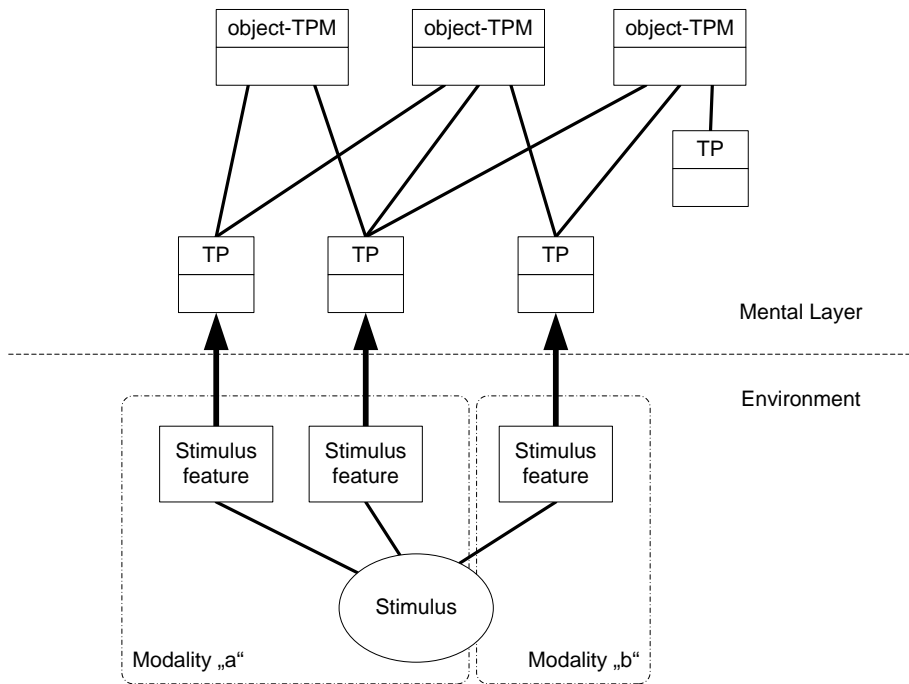 object-TPM
object-TPM
object-TPM
TP
TP
TP
TP
Mental Layer
Environment
Stimulus
feature
Stimulus
feature
Stimulus
feature
Stimulus
Modality „a“
Modality „b“